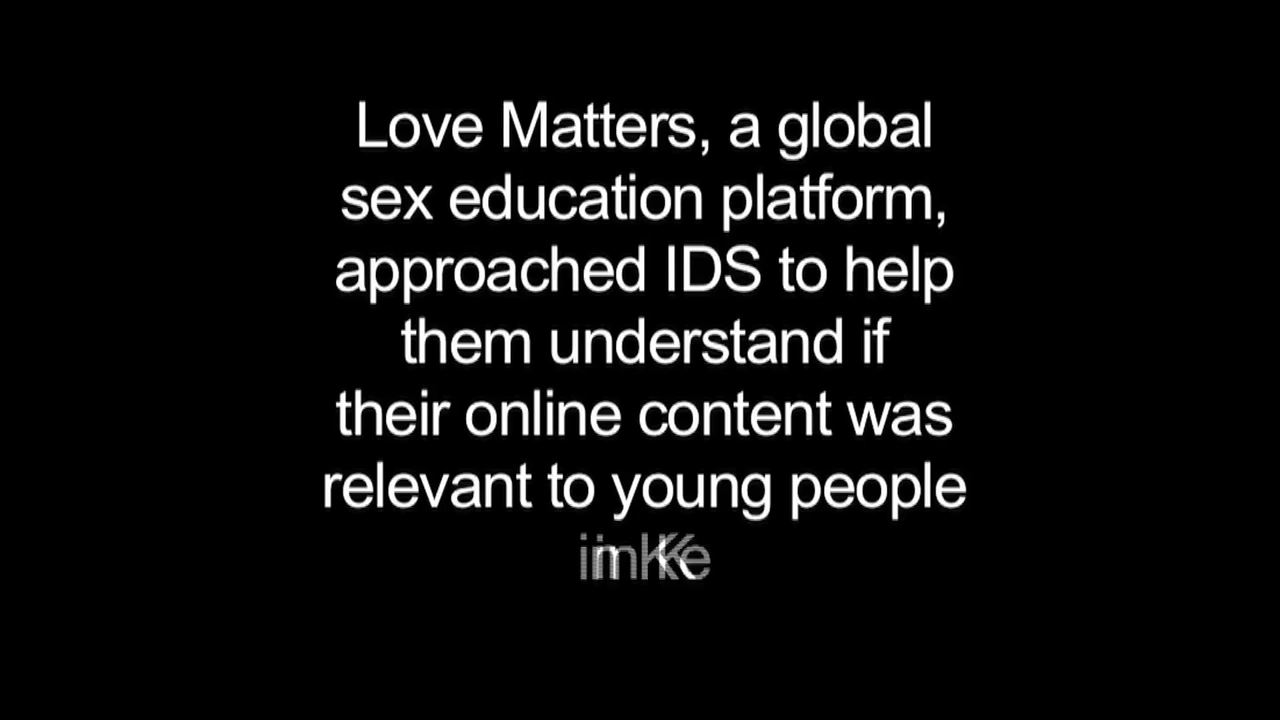 Love Matters, a global
sex education platform,
approached IDS to help
them understand if
their online content was
relevant to young people
in